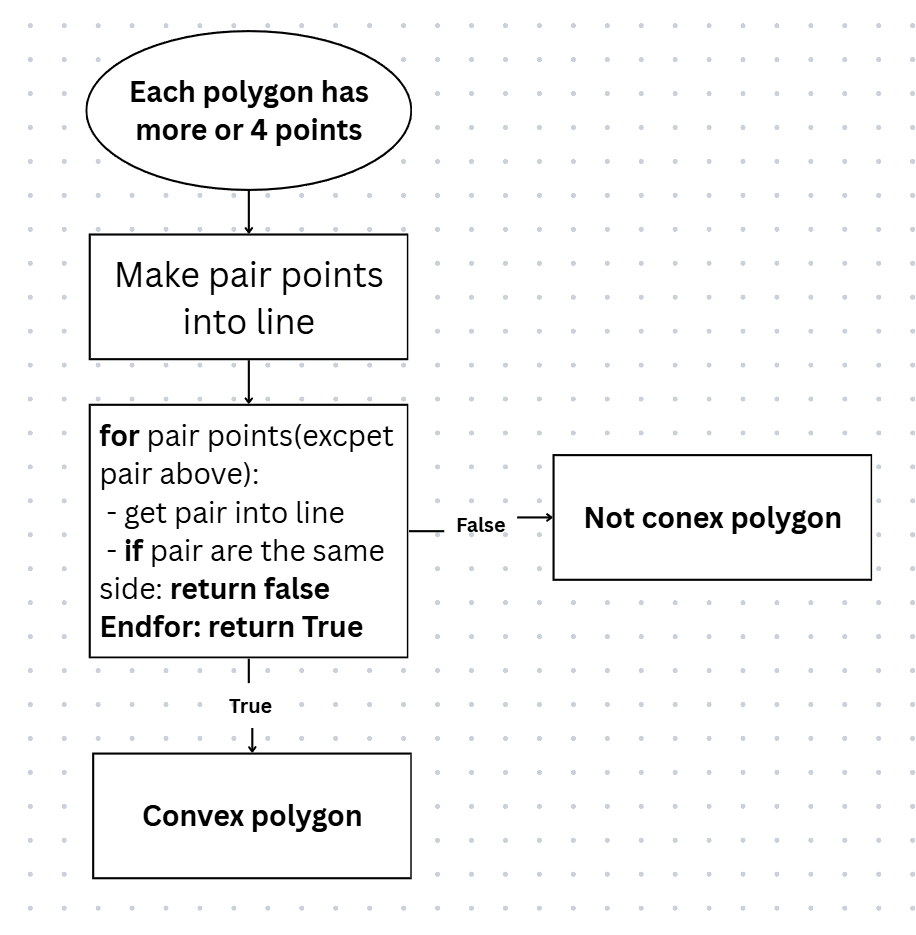 Each polygon has
more or 4 points
Make pair points
into line
for pair points(excpet
pair above):
- get pair into line
- if pair are the same
side: return false
Endfor: return True
False
Not conex polygon
True
Convex polygon